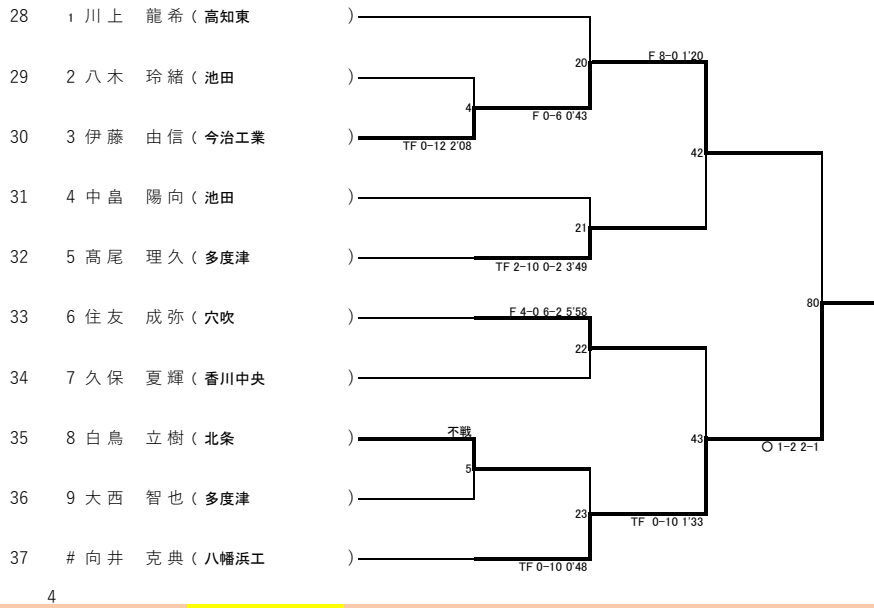 28 1 川上 龍希 ( 高知東 )
20 F 8-0 1'20
29 2 八木 玲緒 ( 池田 )
4 F 0-6 0'43
30 3 伊藤 由信 ( 今治工業 )
TF 0-12 2'08
42
31 4 中畠 陽向 ( 池田 )
21
32 5 髙尾 理久 ( 多度津 )
TF 2-10 0-2 3'49
80
33 6 住友 成弥 ( 穴吹 ) F 4-0 6-2 5'58
22
34 7 久保 夏輝 ( 香川中央 )
35 8 白鳥 立樹 ( 北条 ) 不戦
43 〇 1-2 2-1
5
36 9 大西 智也 ( 多度津 )
23 TF 0-10 1'33
37 # 向井 克典 ( 八幡浜工 )
TF 0-10 0'48
4